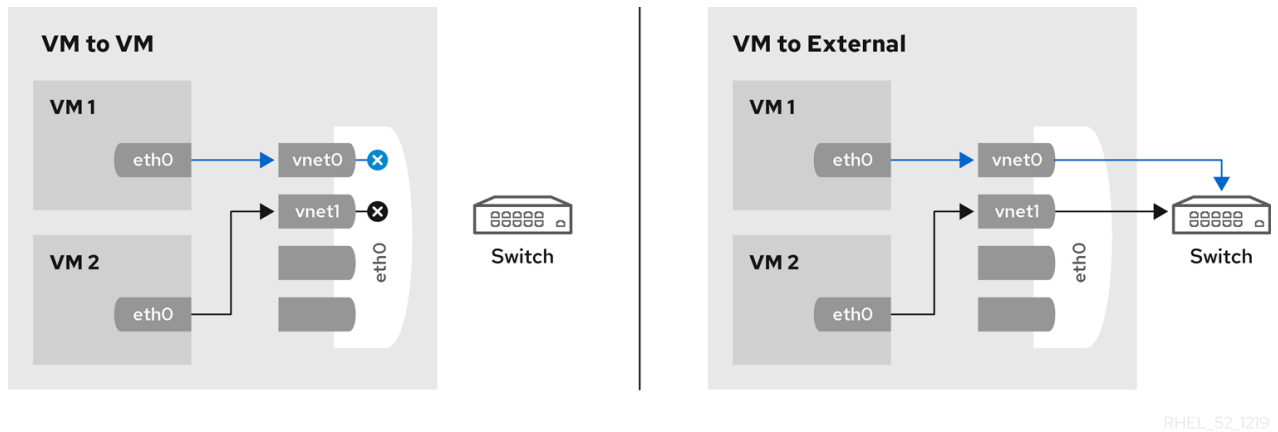 VM to VM
VM 1
eth0
vnet0
vnet1
eth0
VM 2
eth0
Switch
VM to External
VM 1
eth0
vnet0
vnet1
eth0
VM 2
eth0
Switch
RHEL_52_1219